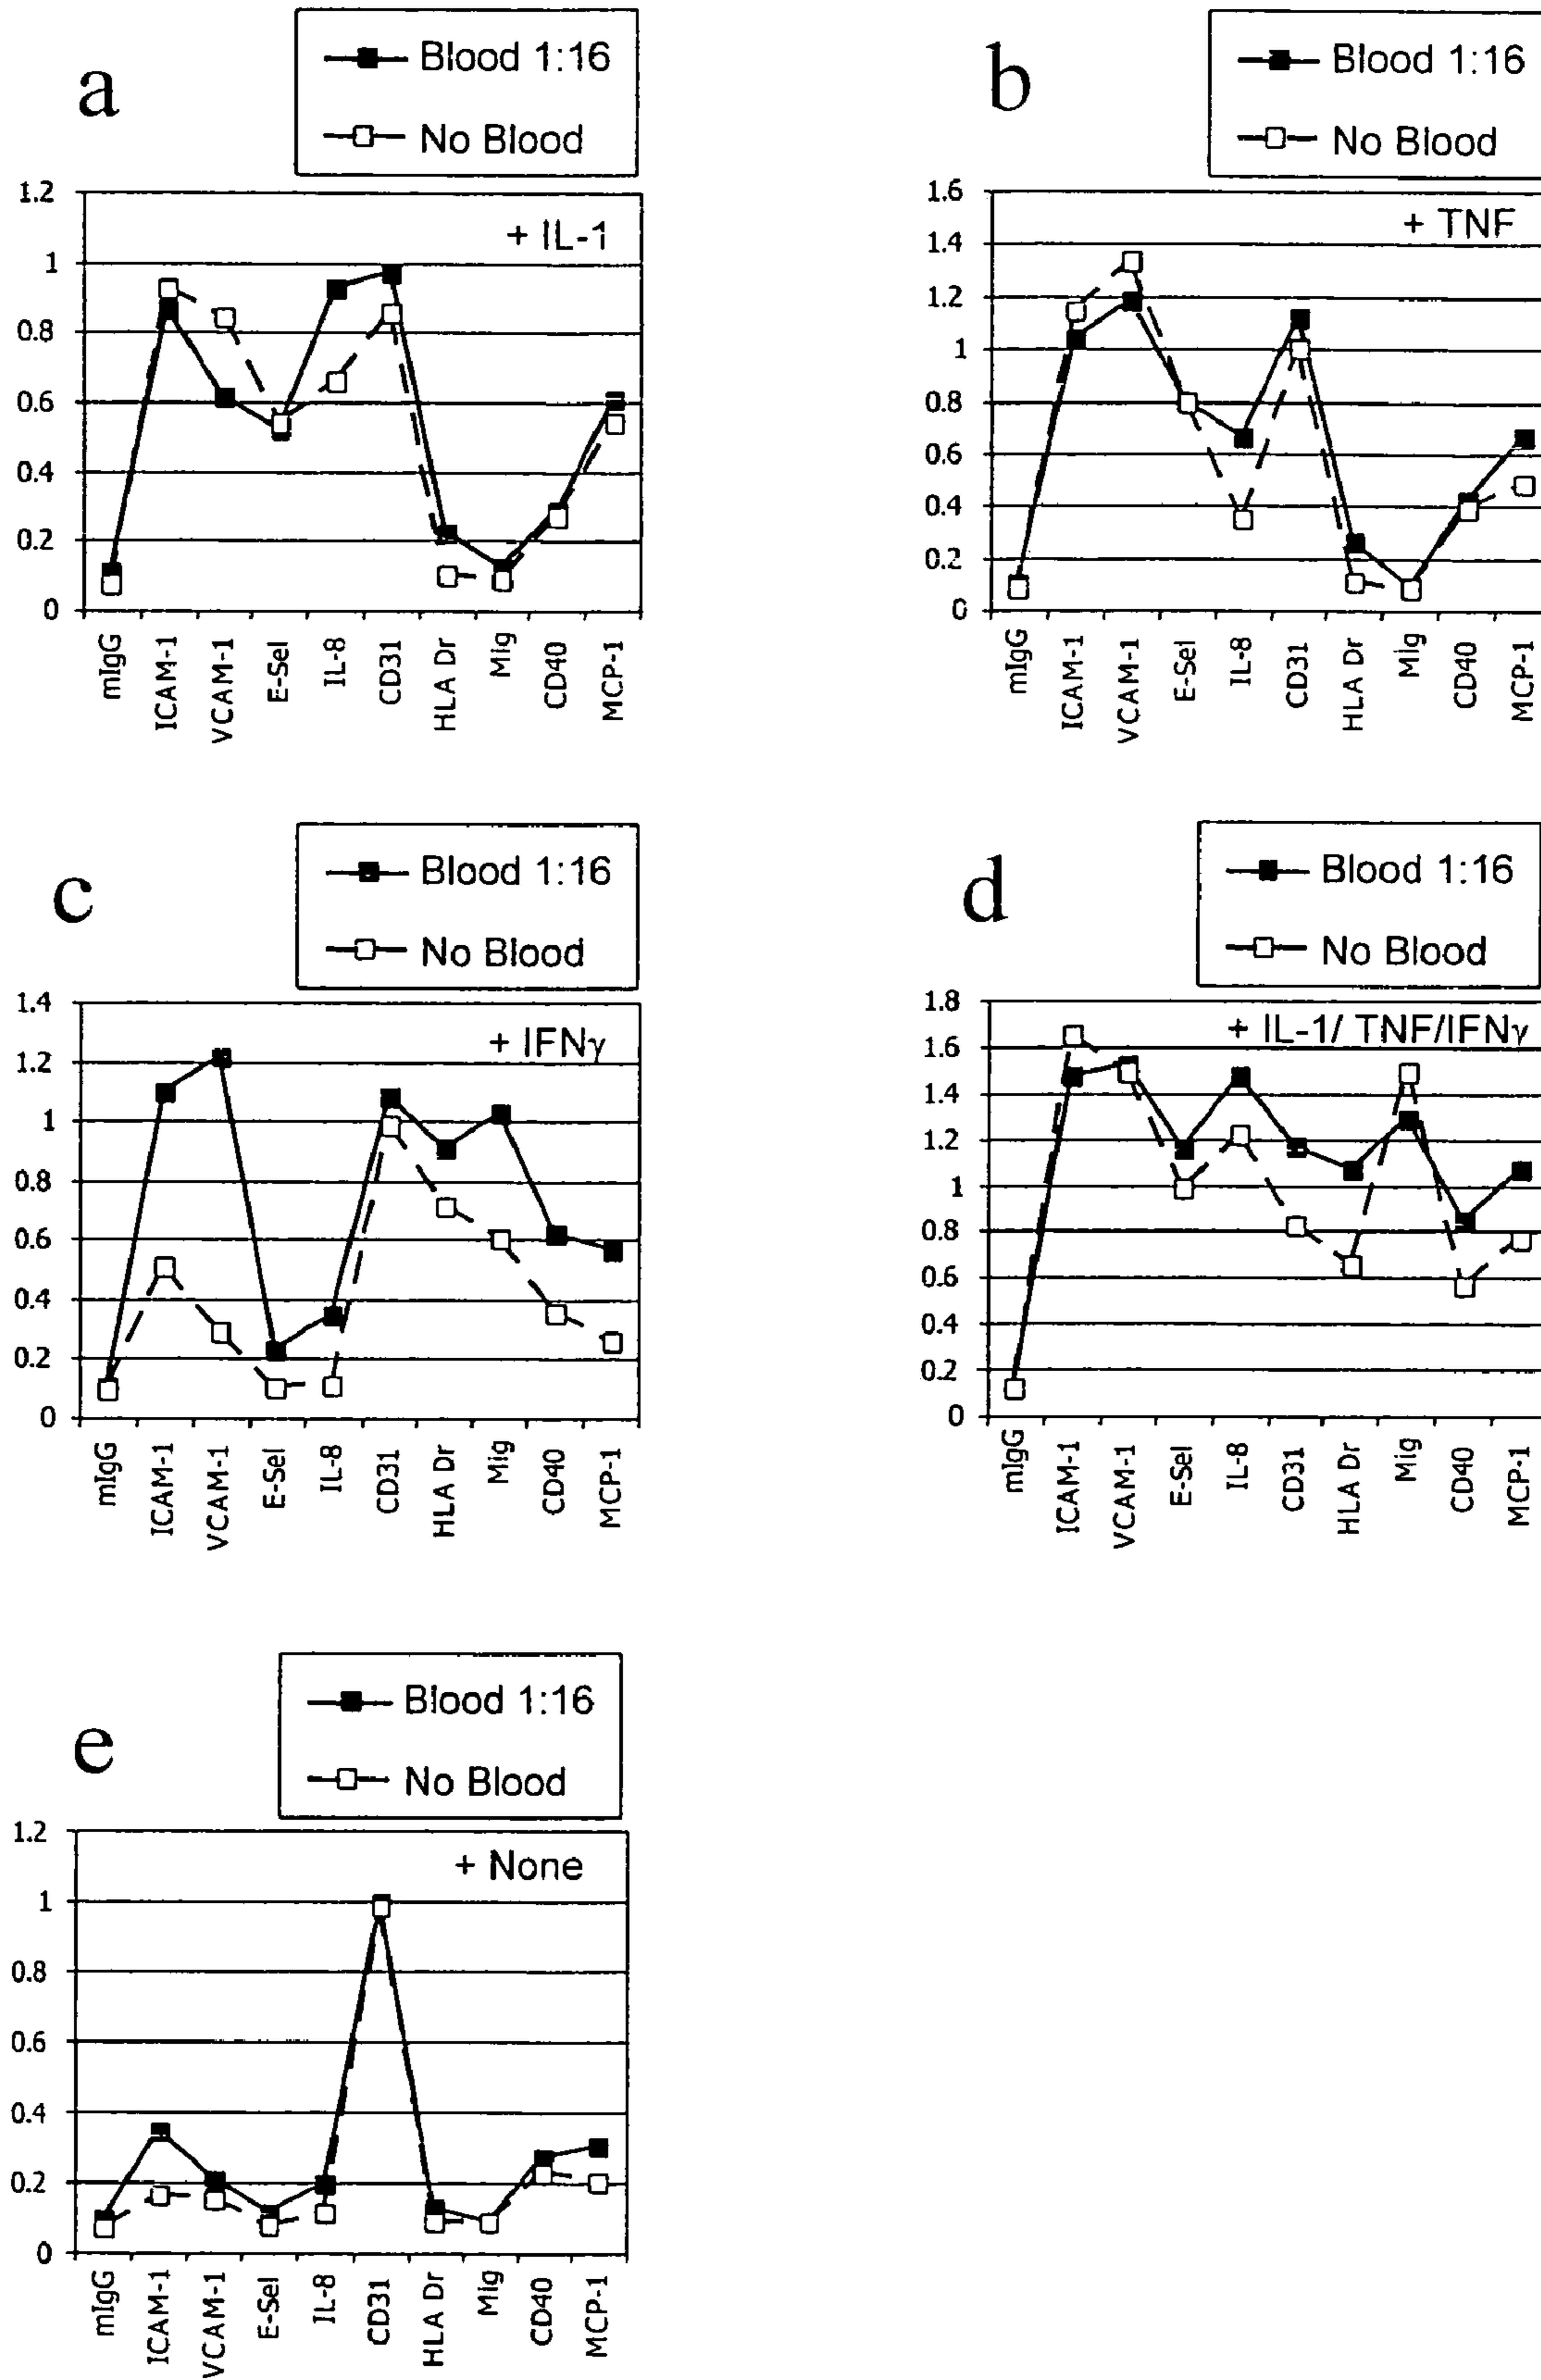 a
Blood 1:16
No Blood
+ IL-1
1.2
1
0.8
0.6
0.4
0.2
0
mIgG
ICAM-1
VCAM-1
E-Sel
IL-8
CD31
HLA Dr
Mig
CD40
MCP-1
b
Blood 1:16
No Blood
+ TNF
1.6
1.4
1.2
1
0.8
0.6
0.4
0.2
0
mIgG
ICAM-1
VCAM-1
E-Sel
IL-8
CD31
HLA Dr
Mig
CD40
MCP-1
c
Blood 1:16
No Blood
+ IFNγ
1.4
1.2
1
0.8
0.6
0.4
0.2
0
mIgG
ICAM-1
VCAM-1
E-Sel
IL-8
CD31
HLA Dr
Mig
CD40
MCP-1
d
Blood 1:16
No Blood
+ IL-1/ TNF/IFNγ
1.8
1.6
1.4
1.2
1
0.8
0.6
0.4
0.2
0
mIgG
ICAM-1
VCAM-1
E-Sel
IL-8
CD31
HLA Dr
Mig
CD40
MCP-1
e
Blood 1:16
No Blood
+ None
1.2
1
0.8
0.6
0.4
0.2
0
mIgG
ICAM-1
VCAM-1
E-Sel
IL-8
CD31
HLA Dr
Mig
CD40
MCP-1